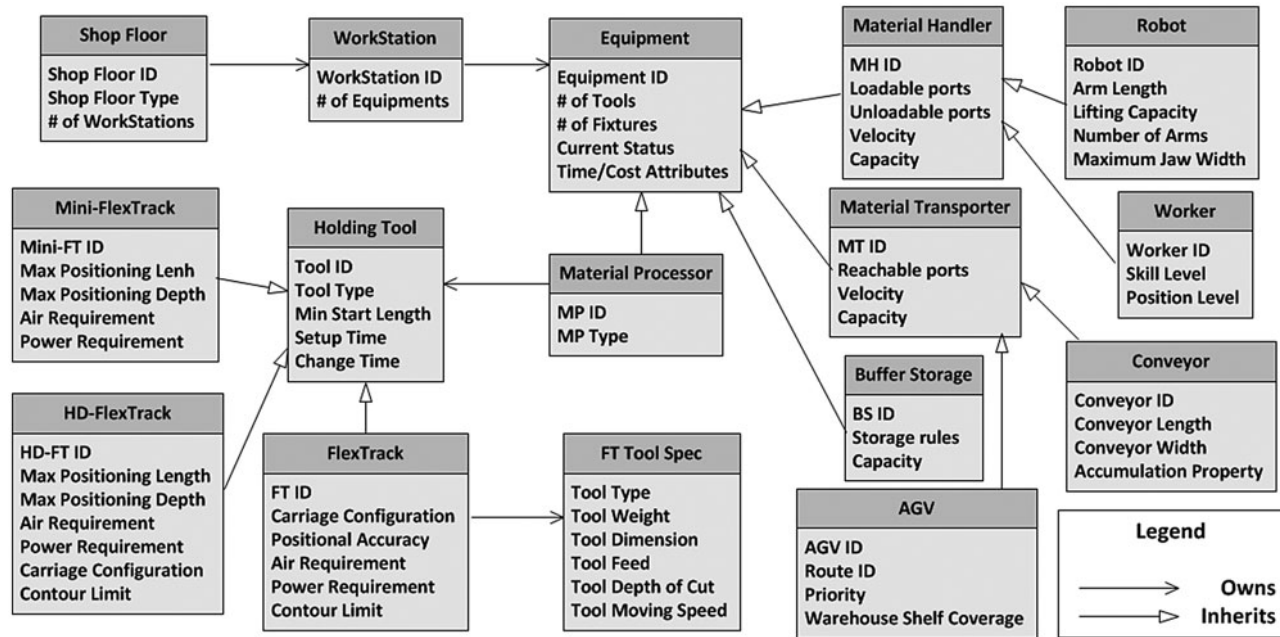 Shop Floor
Shop Floor ID
Shop Floor Type
# of WorkStations
WorkStation
WorkStation ID
# of Equipments
Equipment
Equipment ID
# of Tools
# of Fixtures
Current Status
Time/Cost Attributes
Material Handler
MH ID
Loadable ports
Unloadable ports
Velocity
Capacity
Robot
Robot ID
Arm Length
Lifting Capacity
Number of Arms
Maximum Jaw Width
Mini-FlexTrack
Mini-FT ID
Max Positioning Lenh
Max Positioning Depth
Air Requirement
Power Requirement
Holding Tool
Tool ID
Tool Type
Min Start Length
Setup Time
Change Time
Material Processor
MP ID
MP Type
Material Transporter
MT ID
Reachable ports
Velocity
Capacity
Worker
Worker ID
Skill Level
Position Level
HD-FlexTrack
HD-FT ID
Max Positioning Length
Max Positioning Depth
Air Requirement
Power Requirement
Carriage Configuration
Contour Limit
FlexTrack
FT ID
Carriage Configuration
Positional Accuracy
Air Requirement
Power Requirement
Contour Limit
FT Tool Spec
Tool Type
Tool Weight
Tool Dimension
Tool Feed
Tool Depth of Cut
Tool Moving Speed
Buffer Storage
BS ID
Storage rules
Capacity
Conveyor
Conveyor ID
Conveyor Length
Conveyor Width
Accumulation Property
AGV
AGV ID
Route ID
Priority
Warehouse Shelf Coverage
Legend
Owns
Inherits